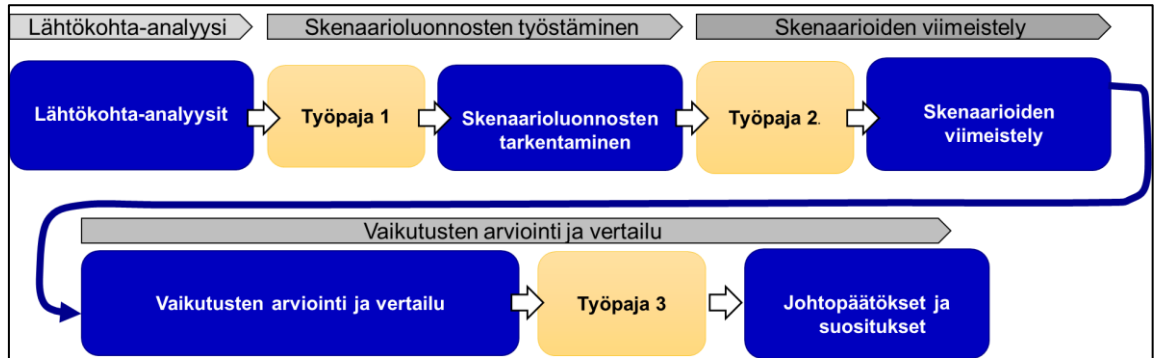 Lähtökohta-analyysi
Skenaarioluonnosten työstäminen
Skenaarioiden viimeistely
Lähtökohta-analyysit
Työpaja 1
Skenaarioluonnosten
tarkentaminen
Työpaja 2.
Skenaarioiden
viimeistely
Vaikutusten arviointi ja vertailu
Vaikutusten arviointi ja vertailu
Työpaja 3
Johtopäätökset ja
suositukset